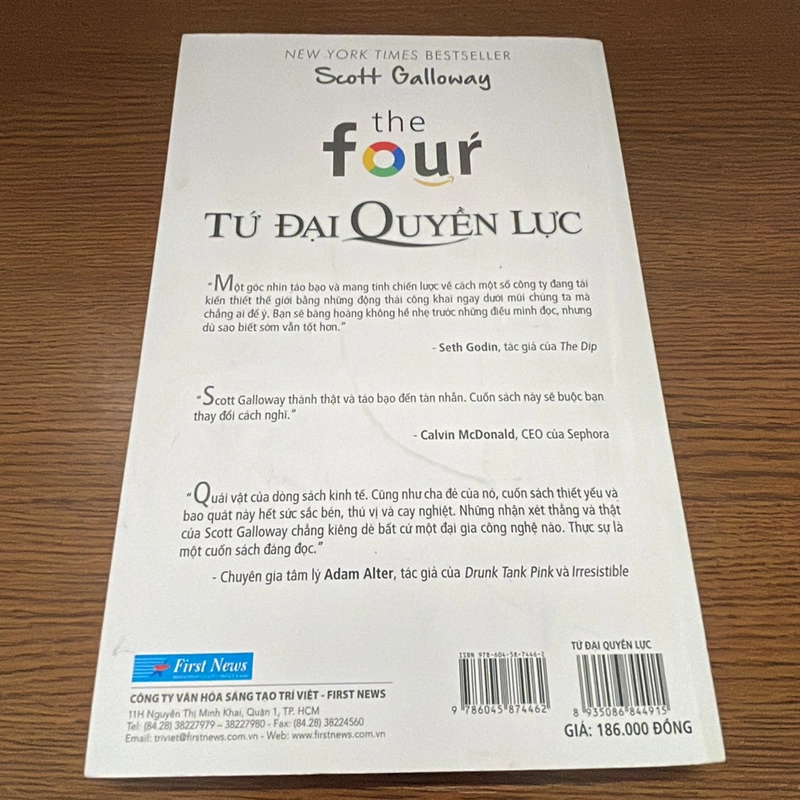 NEW YORK TIMES BESTSELLER
Scott Galloway
the
four
TỨ ĐẠI QUYỀN LỰC
“Một góc nhìn táo bạo và mang tính chiến lược về cách một số công ty đang tái
kiến thiết thế giới bằng những động thái công khai ngay dưới mũi chúng ta mà
chẳng ai để ý. Bạn sẽ bàng hoàng không hề nhẹ trước những điều mình đọc, nhưng
dù sao biết sớm vẫn tốt hơn.”
- Seth Godin, tác giả của The Dip
“Scott Galloway thành thật và táo bạo đến tàn nhẫn. Cuốn sách này sẽ buộc bạn
thay đổi cách nghĩ.”
- Calvin McDonald, CEO của Sephora
“Quái vật của dòng sách kinh tế. Cũng như cha đẻ của nó, cuốn sách thiết yếu và
bao quát này hết sức sắc bén, thú vị và cay nghiệt. Những nhận xét thẳng và thật
của Scott Galloway chẳng kiêng dè bất cứ một đại gia công nghệ nào. Thực sự là
một cuốn sách đáng đọc.”
- Chuyên gia tâm lý Adam Alter, tác giả của Drunk Tank Pink và Irresistible
First News
CÔNG TY VĂN HÓA SÁNG TẠO TRÍ VIỆT - FIRST NEWS
11H Nguyễn Thị Minh Khai, Quận 1, TP. HCM
Tel: (84.28) 38227979 – 38227980 - Fax: (84.28) 38224560
Email: triviet@firstnews.com.vn - Web: www.firstnews.com.vn
ISBN 978-604-58-7446-2
9 786045 874462
TỨ ĐẠI QUYỀN LỰC
8 935086 844915
GIÁ: 186.000 ĐỒNG